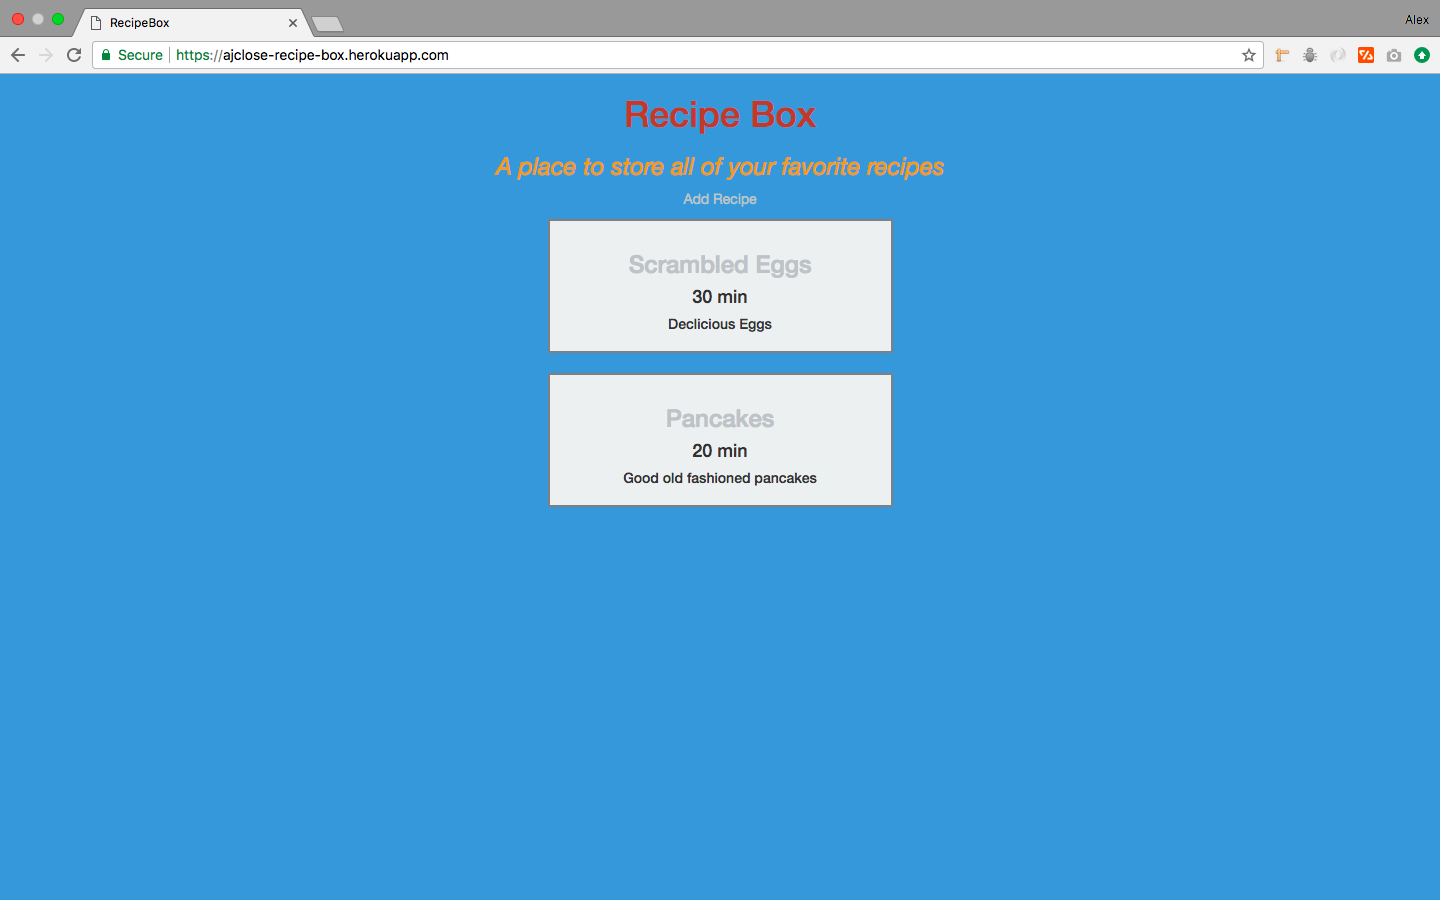 RecipeBox
Alex
Secure https://ajclose-recipe-box.herokuapp.com
Recipe Box
A place to store all of your favorite recipes
Add Recipe
Scrambled Eggs
30 min
Declicious Eggs
Pancakes
20 min
Good old fashioned pancakes